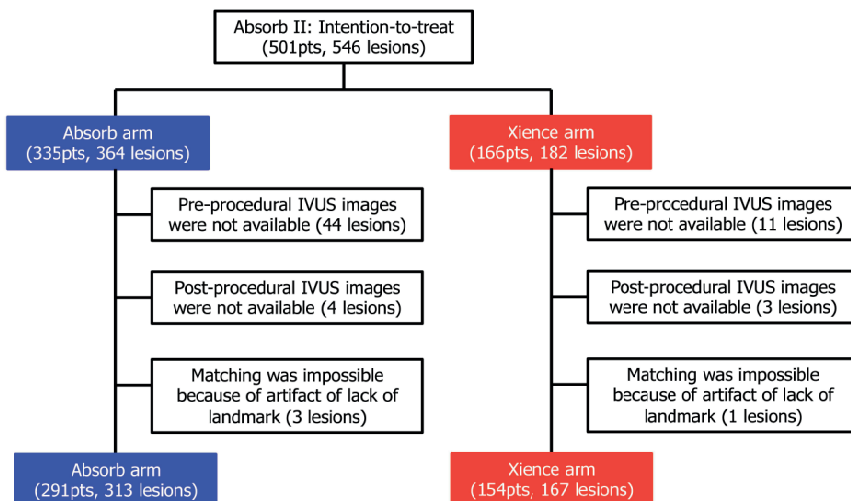 Absorb II: Intention-to-treat
(501pts, 546 lesions)
Absorb arm
(335pts, 364 lesions)
Xience arm
(166pts, 182 lesions)
Pre-procedural IVUS images
were not available (44 lesions)
Pre-procedural IVUS images
were not available (11 lesions)
Post-procedural IVUS images
were not available (4 lesions)
Post-procedural IVUS images
were not available (3 lesions)
Matching was impossible
because of artifact of lack of
landmark (3 lesions)
Matching was impossible
because of artifact of lack of
landmark (1 lesions)
Absorb arm
(291pts, 313 lesions)
Xience arm
(154pts, 167 lesions)